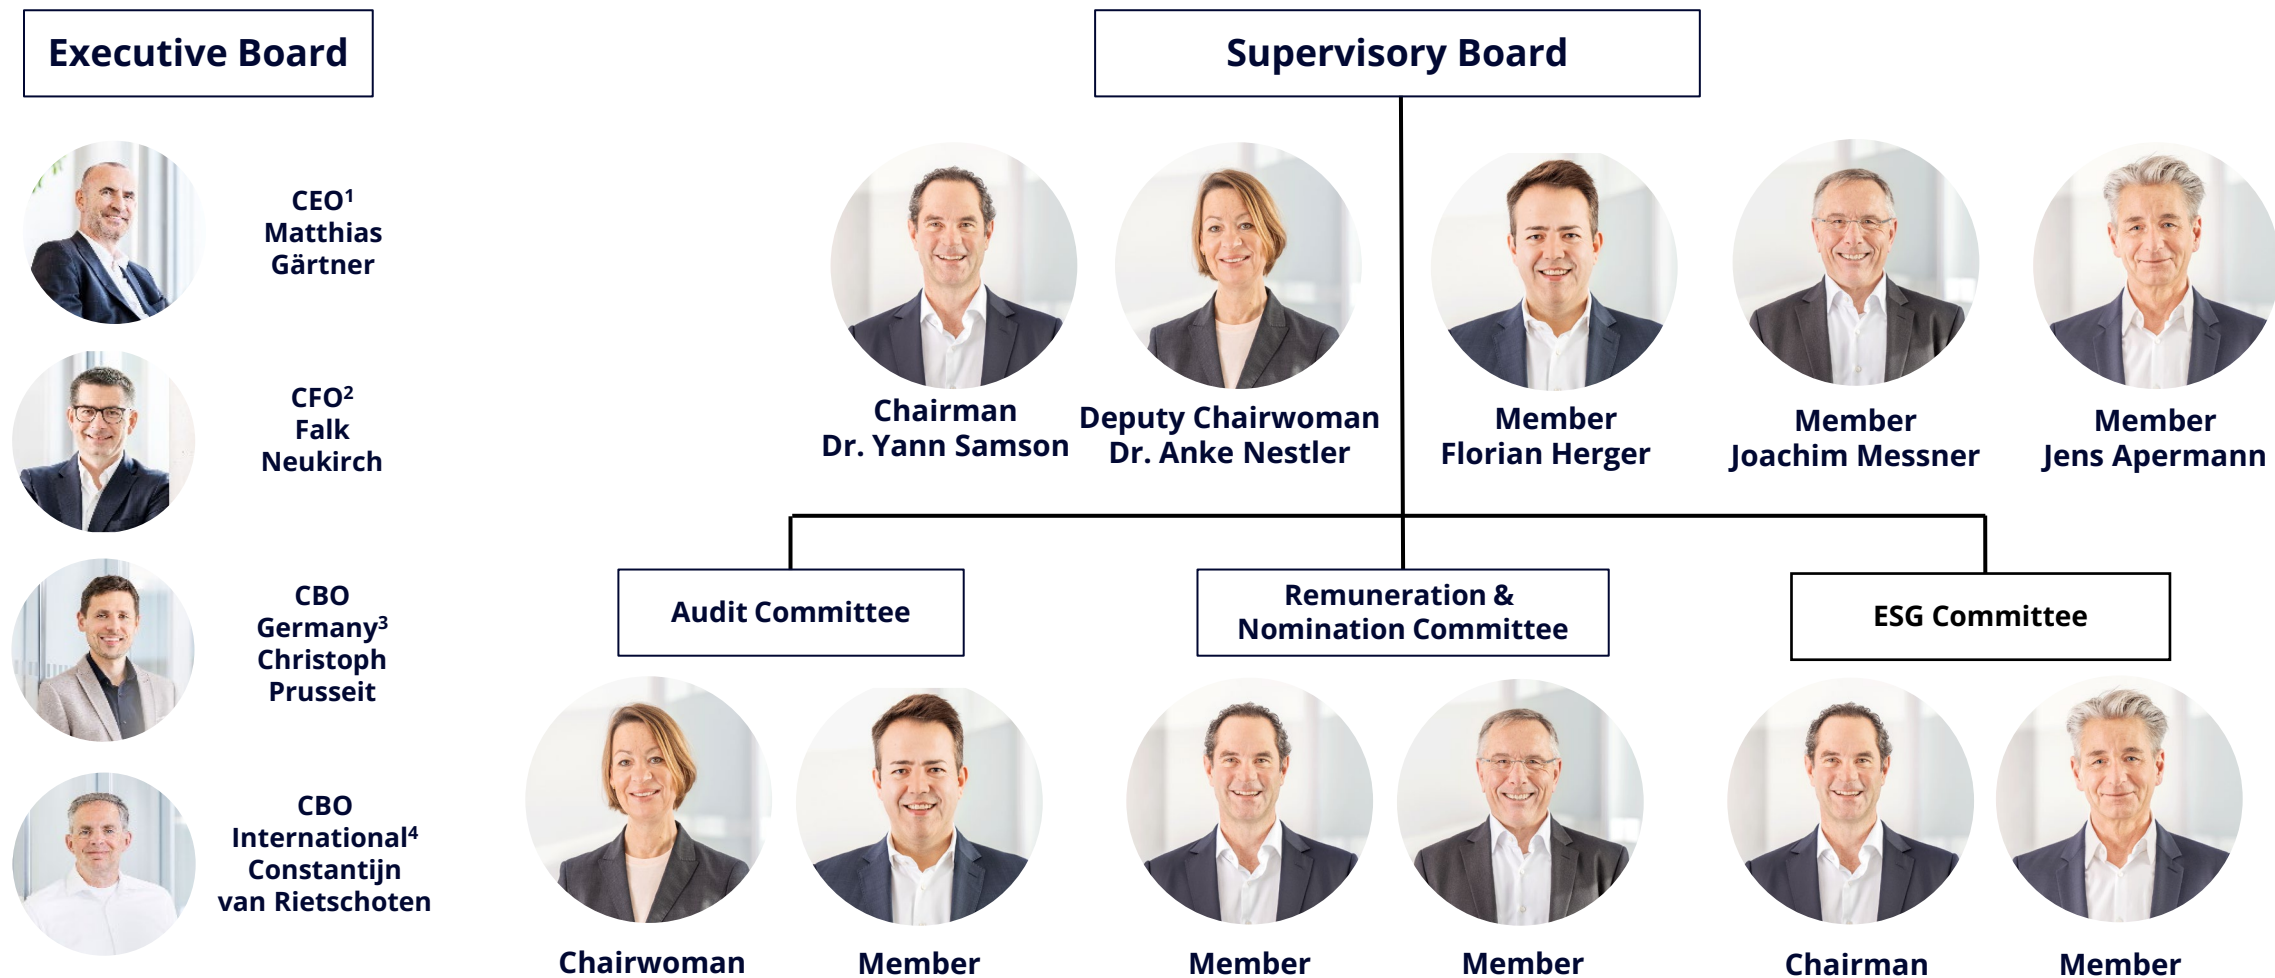 Executive Board
Supervisory Board
CEO¹
Matthias
Gärtner
CFO²
Falk
Neukirch
CBO
Germany³
Christoph
Prusseit
CBO
International⁴
Constantijn
van Rietschoten
Chairman
Dr. Yann Samson
Deputy Chairwoman
Dr. Anke Nestler
Member
Florian Herger
Member
Joachim Messner
Member
Jens Apermann
Audit Committee
Remuneration &
Nomination Committee
ESG Committee
Chairwoman
Member
Member
Member
Chairman
Member